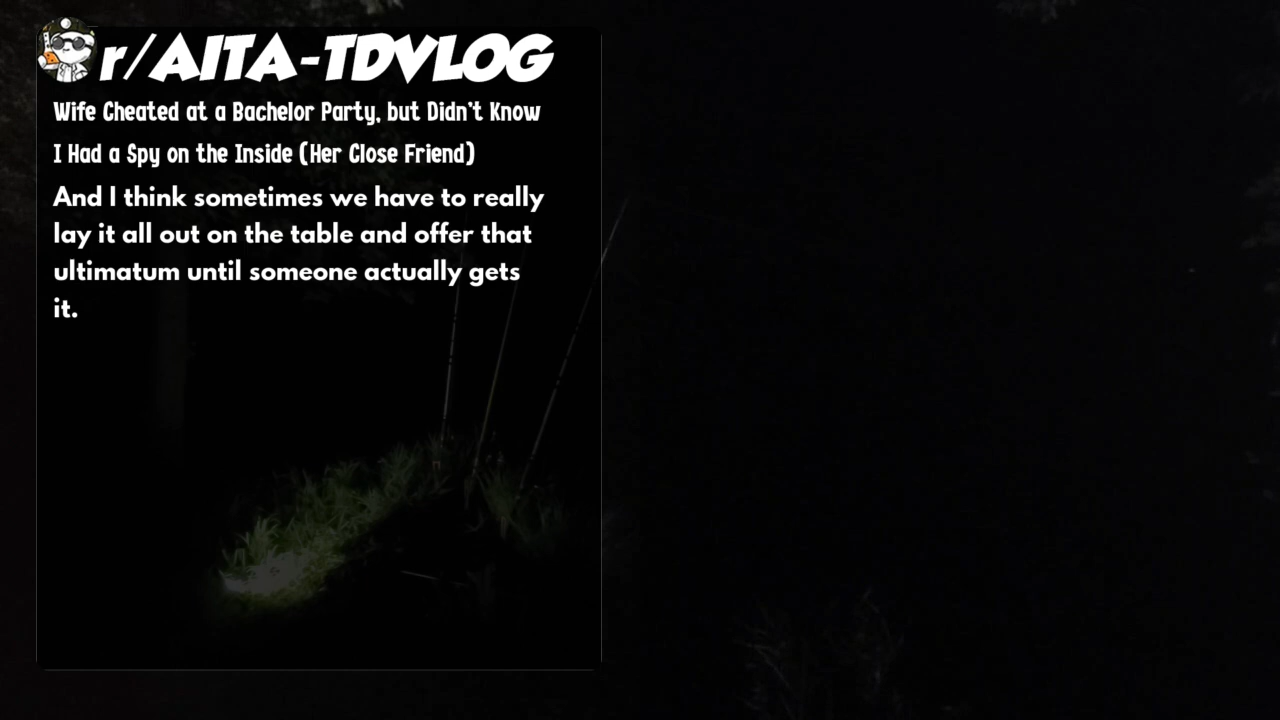 r/AITA-TDVLOG
Wife Cheated at a Bachelor Party, but Didn't Know
I Had a Spy on the Inside (Her Close Friend)
And I think sometimes we have to really
lay it all out on the table and offer that
ultimatum until someone actually gets
it.